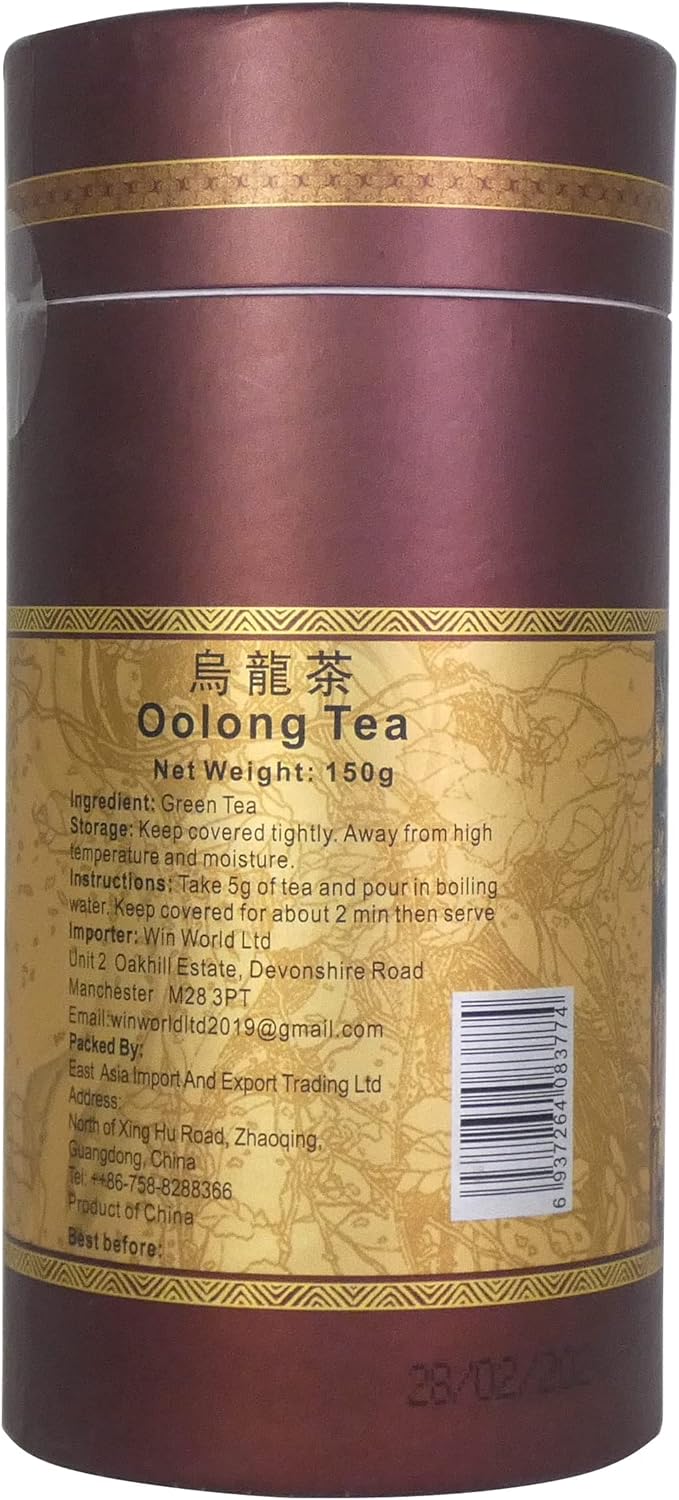 烏龍茶
Oolong Tea
Net Weight: 150g
Ingredient: Green Tea
Storage: Keep covered tightly. Away from high
temperature and moisture.
Instructions: Take 5g of tea and pour in boiling
water. Keep covered for about 2 min then serve
Importer: Win World Ltd
Unit 2 Oakhill Estate, Devonshire Road
Manchester M28 3PT
Email:winworldltd2019@gmail.com
Packed By:
East Asia Import And Export Trading Ltd
Address:
North of Xing Hu Road, Zhaoqing,
Guangdong, China
Tel: ++86-758-8288366
Product of China
Best before:
6 937264 083774
28/02/